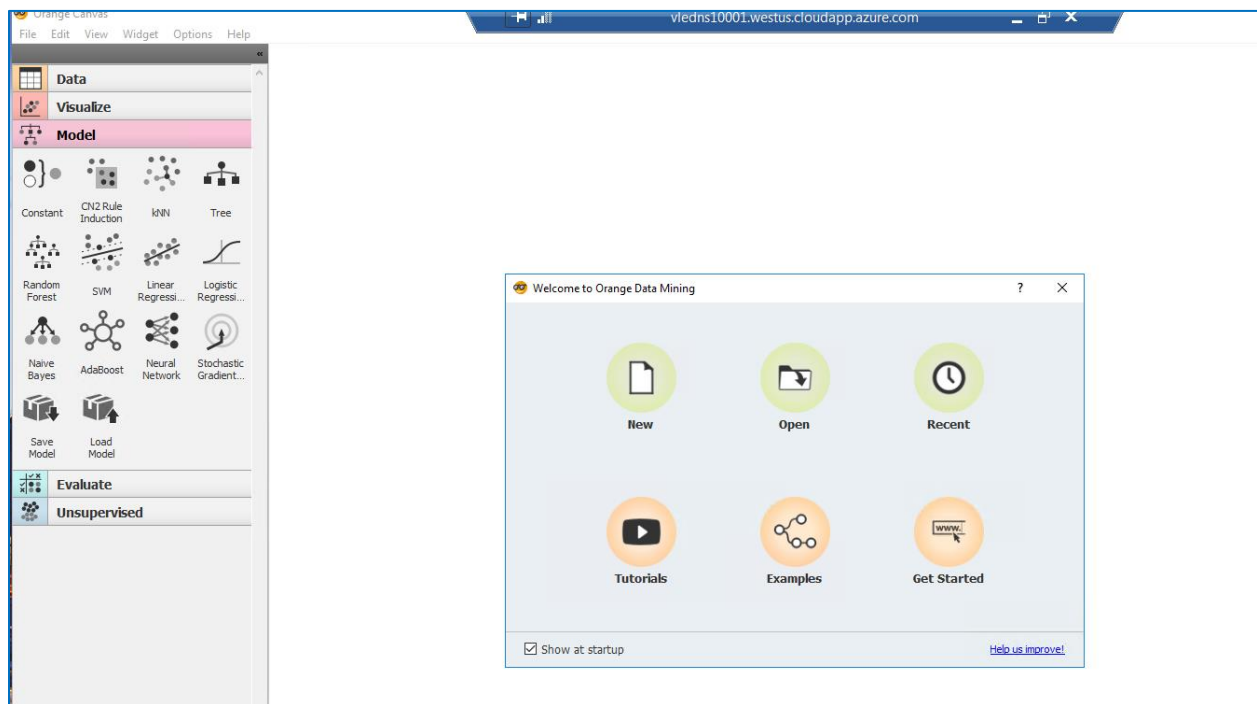 Orange Canvas
vledns10001.westus.cloudapp.azure.com
File Edit View Widget Options Help
Data
Visualize
Model
Constant
CN2 Rule
Induction
kNN
Tree
Random
Forest
SVM
Linear
Regressi...
Logistic
Regressi...
Naive
Bayes
AdaBoost
Neural
Network
Stochastic
Gradient...
Save
Model
Load
Model
Evaluate
Unsupervised
Welcome to Orange Data Mining
New
Open
Recent
www.
Tutorials
Examples
Get Started
Show at startup
Help us improve!